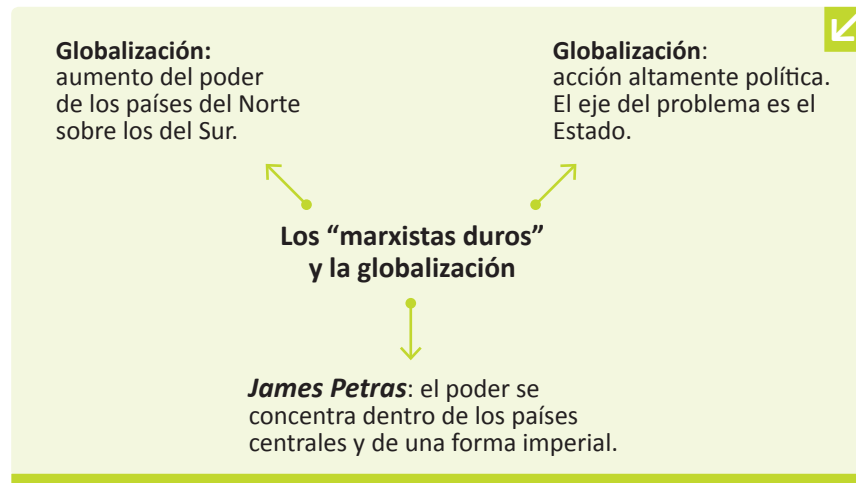 Globalización:
aumento del poder
de los países del Norte
sobre los del Sur.
Globalización:
acción altamente política.
El eje del problema es el
Estado.
Los “marxistas duros”
y la globalización
James Petras: el poder se
concentra dentro de los países
centrales y de una forma imperial.